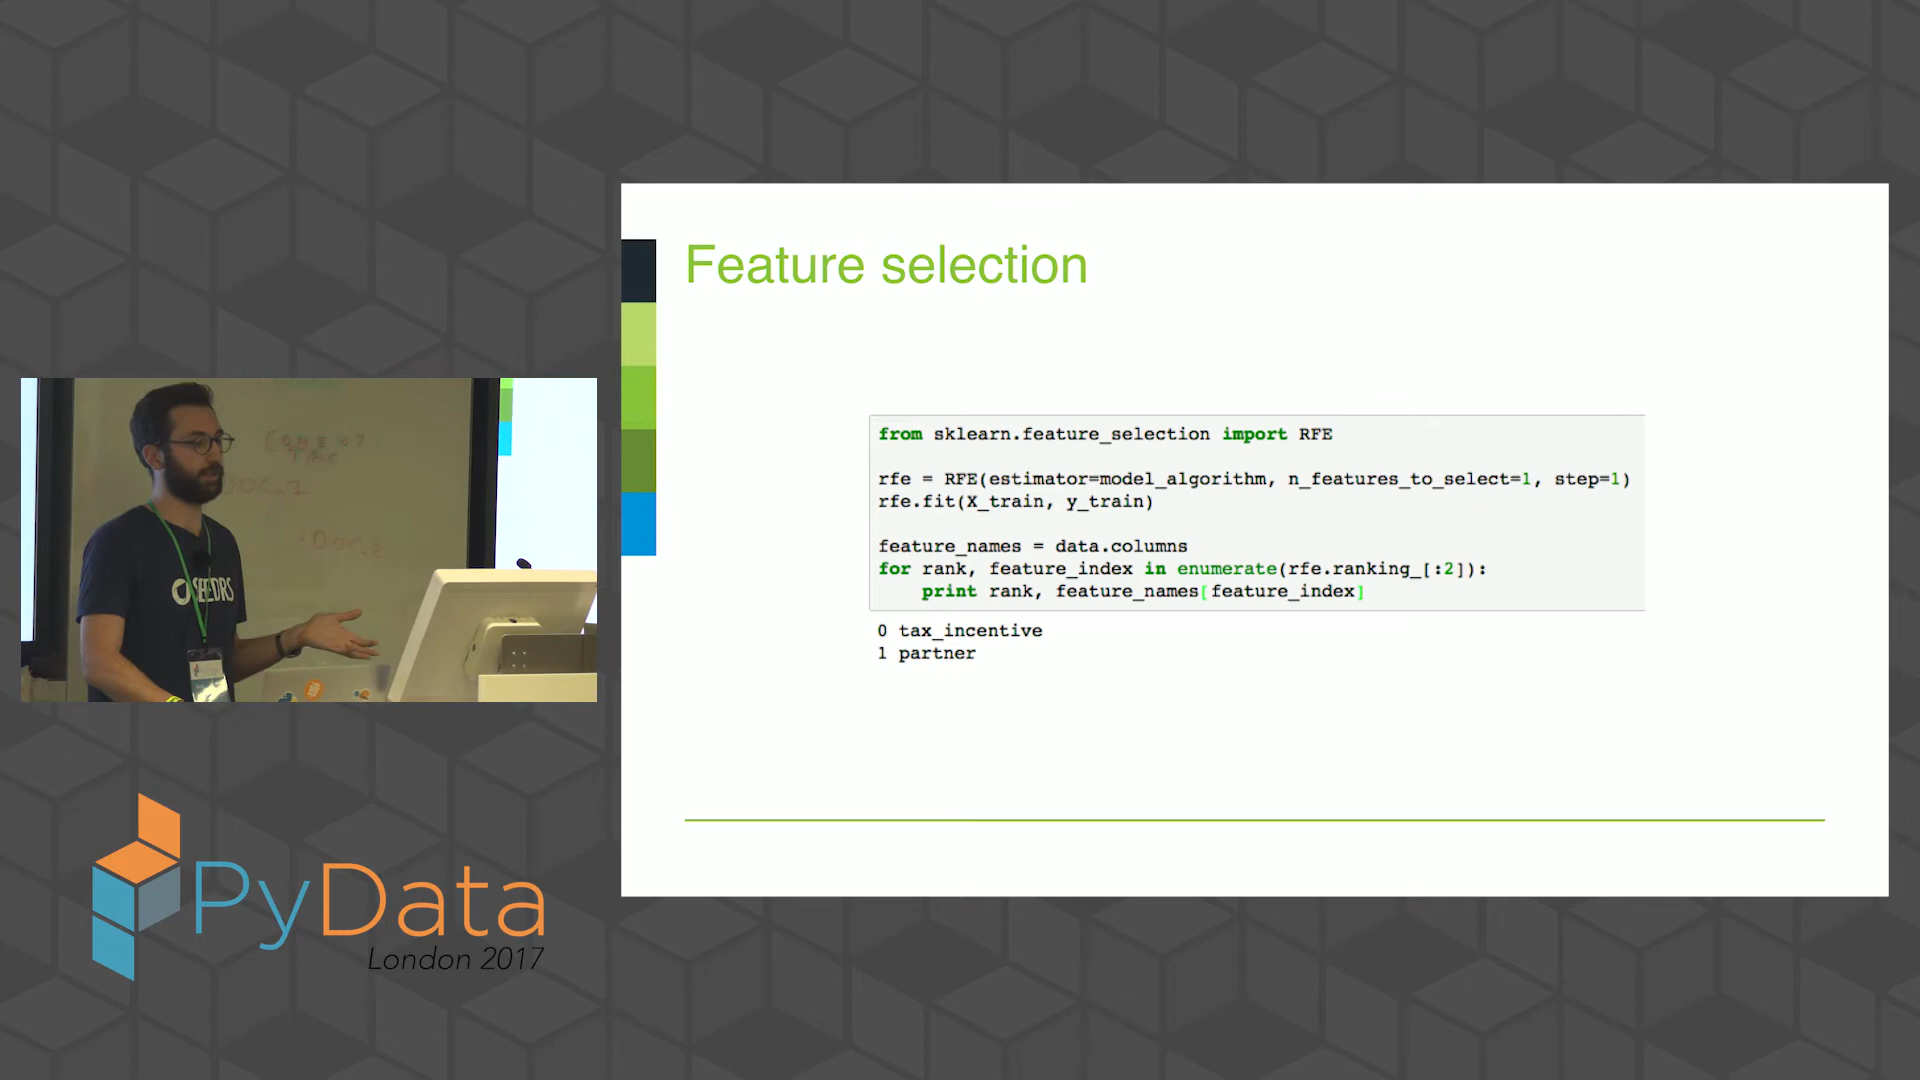 Feature selection
from sklearn.feature_selection import RFE
rfe = RFE(estimator=model_algorithm, n_features_to_select=1, step=1)
rfe.fit(X_train, y_train)
feature_names = data.columns
for rank, feature_index in enumerate(rfe.ranking_[:2]):
print rank, feature_names[feature_index]
0 tax_incentive
1 partner
SEEDRS
PyData
London 2017